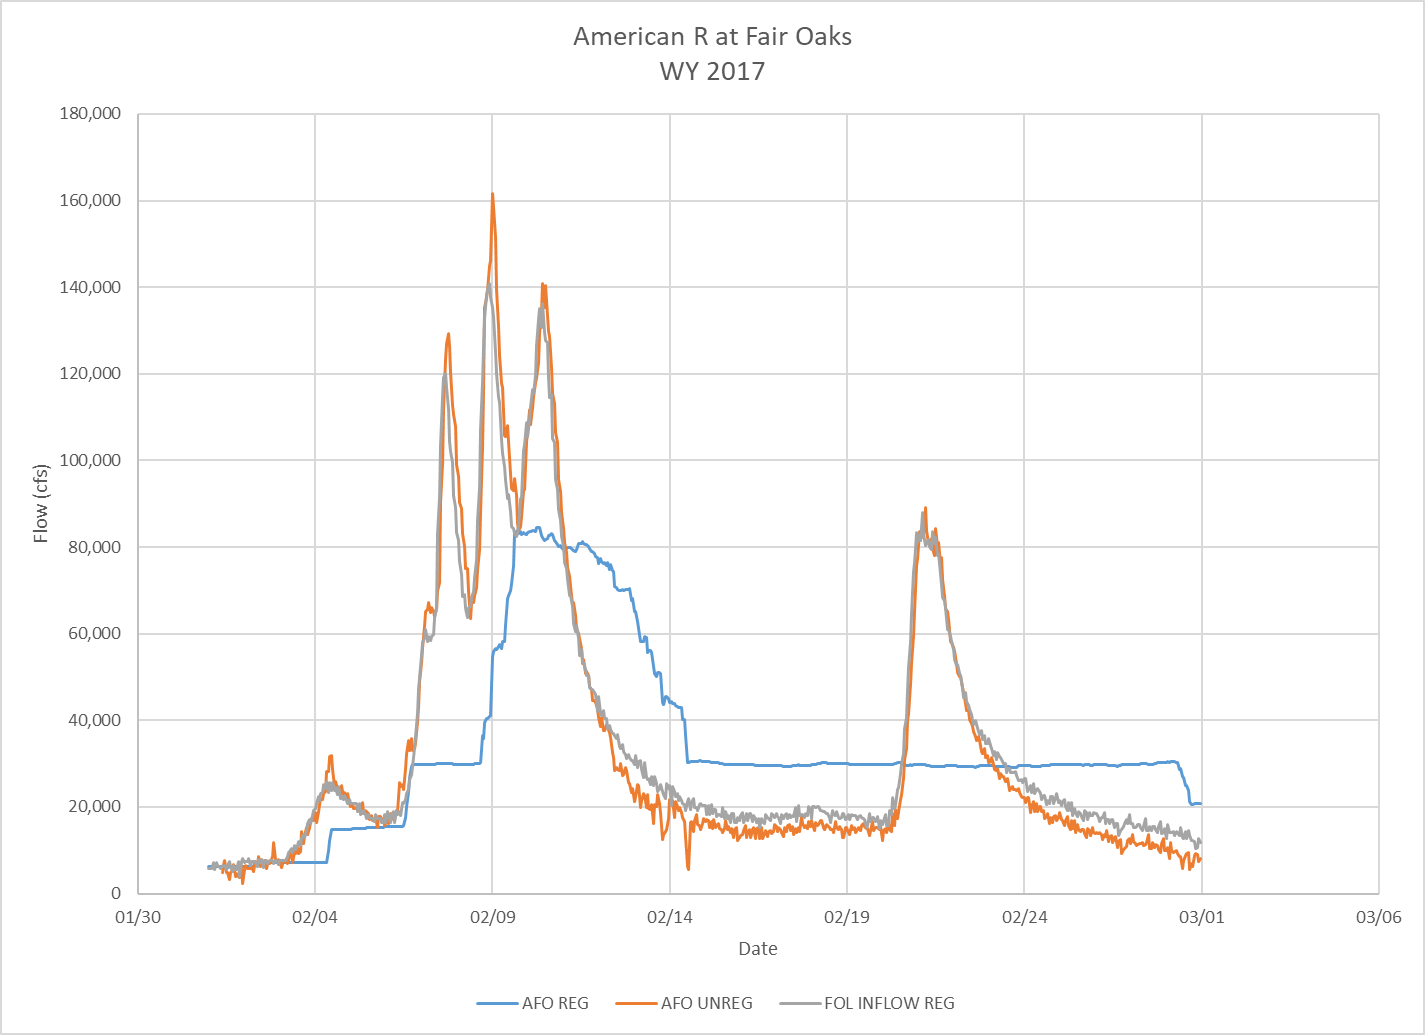 American R at Fair Oaks
WY 2017
180,000
160,000
140,000
120,000
100,000
80,000
60,000
40,000
20,000
0
Flow (cfs)
01/30 02/04 02/09 02/14 02/19 02/24 03/01 03/06
Date
AFO REG AFO UNREG FOL INFLOW REG